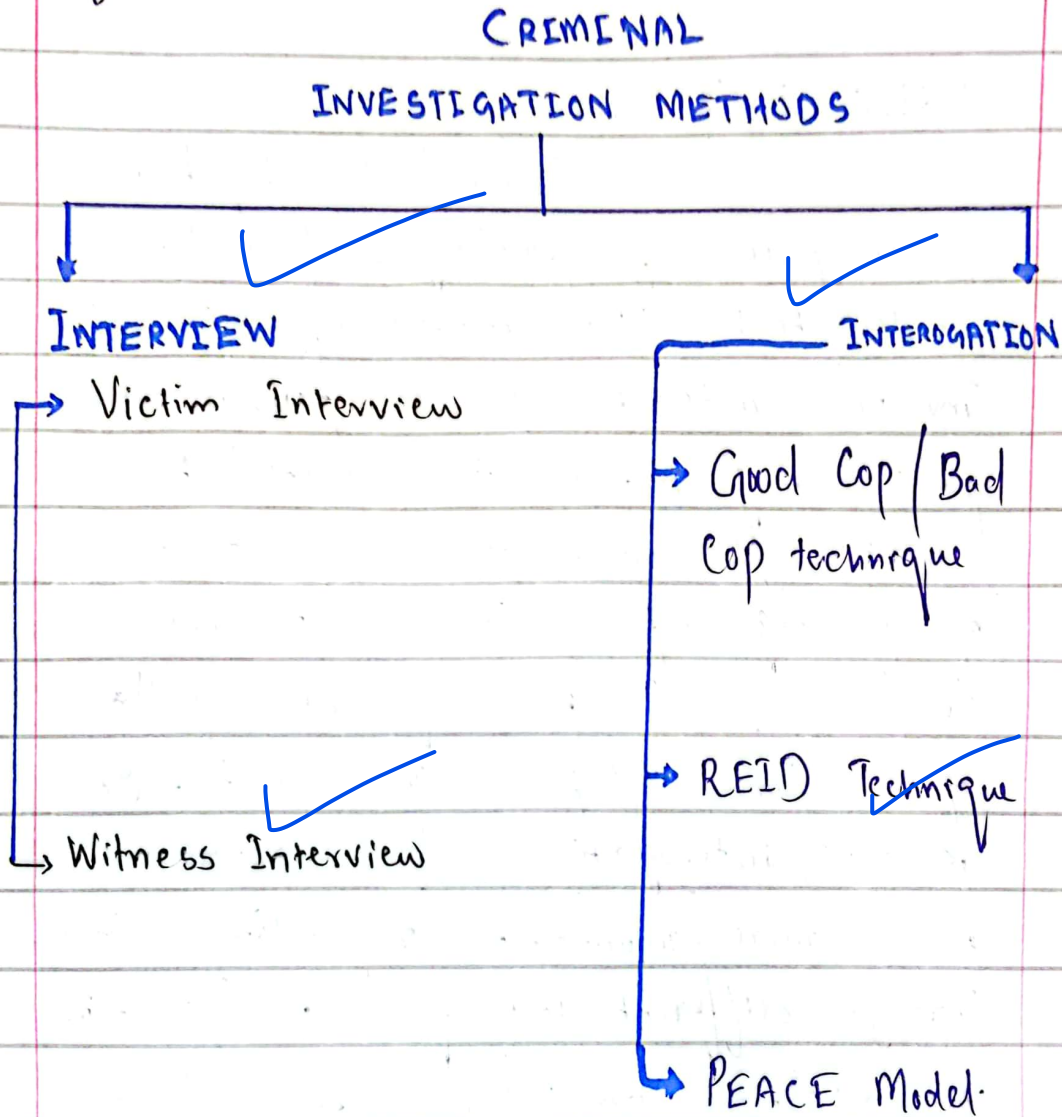 CRIMINAL
INVESTIGATION METHODS
INTERVIEW
Victim Interview
Witness Interview
INTEROGATION
Good Cop / Bad
Cop technique
REID Technique
PEACE Model.